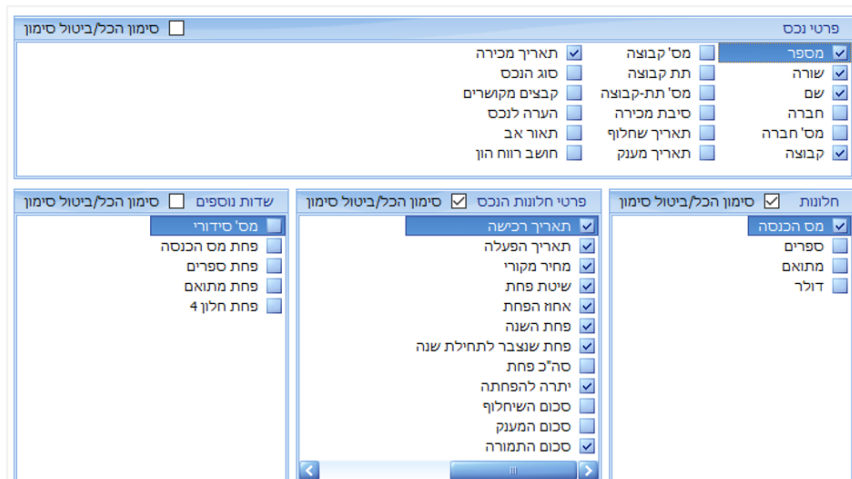 פרטי נכס
סימון הכל/ביטול סימון
מספר
שורה
שם
חברה
מס' חברה
קבוצה
מס' קבוצה
תת קבוצה
מס' תת-קבוצה
סיבת מכירה
תאריך שחלוף
תאריך מענק
תאריך מכירה
סוג הנכס
קבצים מקושרים
הערה לנכס
תאור אב
חושב רווח הון
חלונות
סימון הכל/ביטול סימון
מס הכנסה
ספרים
מתואם
דולר
פרטי חלונות הנכס
סימון הכל/ביטול סימון
תאריך רכישה
תאריך הפעלה
מחיר מקורי
שיטת פחת
אחוז הפחת
פחת השנה
פחת שנצבר לתחילת שנה
סה"כ פחת
יתרה להפחתה
סכום השיחלוף
סכום המענק
סכום התמורה
שדות נוספים
סימון הכל/ביטול סימון
מס' סידורי
פחת מס הכנסה
פחת ספרים
פחת מתואם
פחת חלון 4